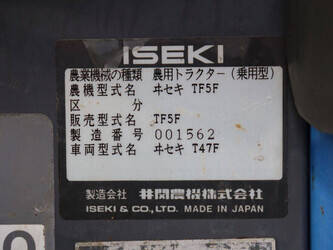 ISEKI
農業機械の種類 農用トラクター(乗用型)
農機型式名 ヰセキ TF5F
区分
販売型式名 TF5F
製造番号 001562
車両型式名 ヰセキ T47F
製造会社 井関農機株式会社
ISEKI & CO., LTD. MADE IN JAPAN